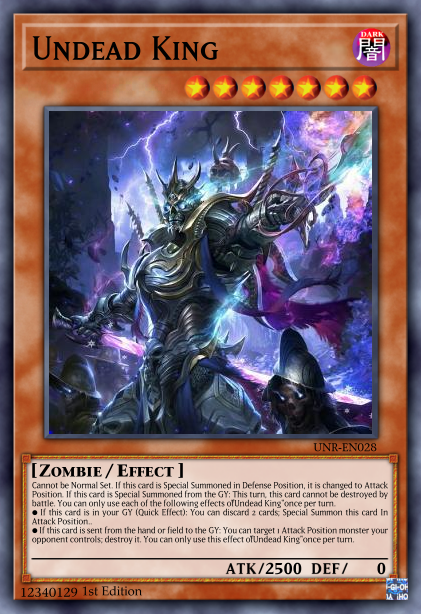 UNDEAD KING
DARK
闇
UNR-EN028
[ZOMBIE / EFFECT ]
Cannot be Normal Set. If this card is Special Summoned in Defense Position, it is changed to Attack
Position. If this card is Special Summoned from the GY: This turn, this card cannot be destroyed by
battle. You can only use each of the following effects ofUndead King"once per turn.
● If this card is in your GY (Quick Effect): You can discard 2 cards; Special Summon this card In
Attack Position..
● If this card is sent from the hand or field to the GY: You can target 1 Attack Position monster your
opponent controls; destroy it. You can only use this effect ofUndead King"once per turn.
ATK/2500 DEF/ 0
12340129 1st Edition